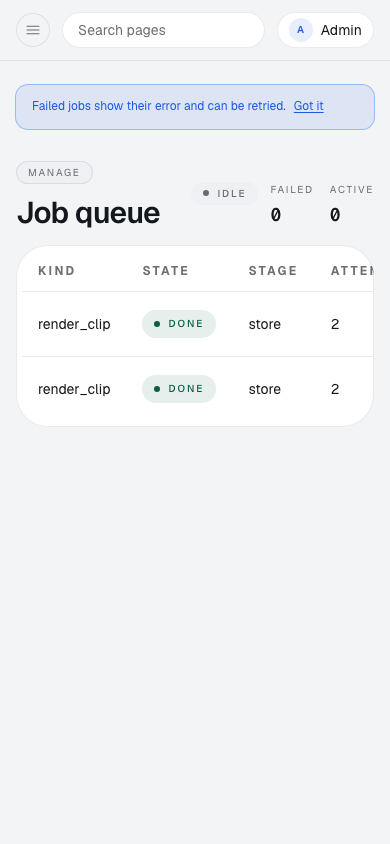 Search pages
A Admin
Failed jobs show their error and can be retried. Got it
MANAGE
Job queue
IDLE
FAILED ACTIVE
0 0
KIND STATE STAGE ATTEM
render_clip DONE store 2
render_clip DONE store 2